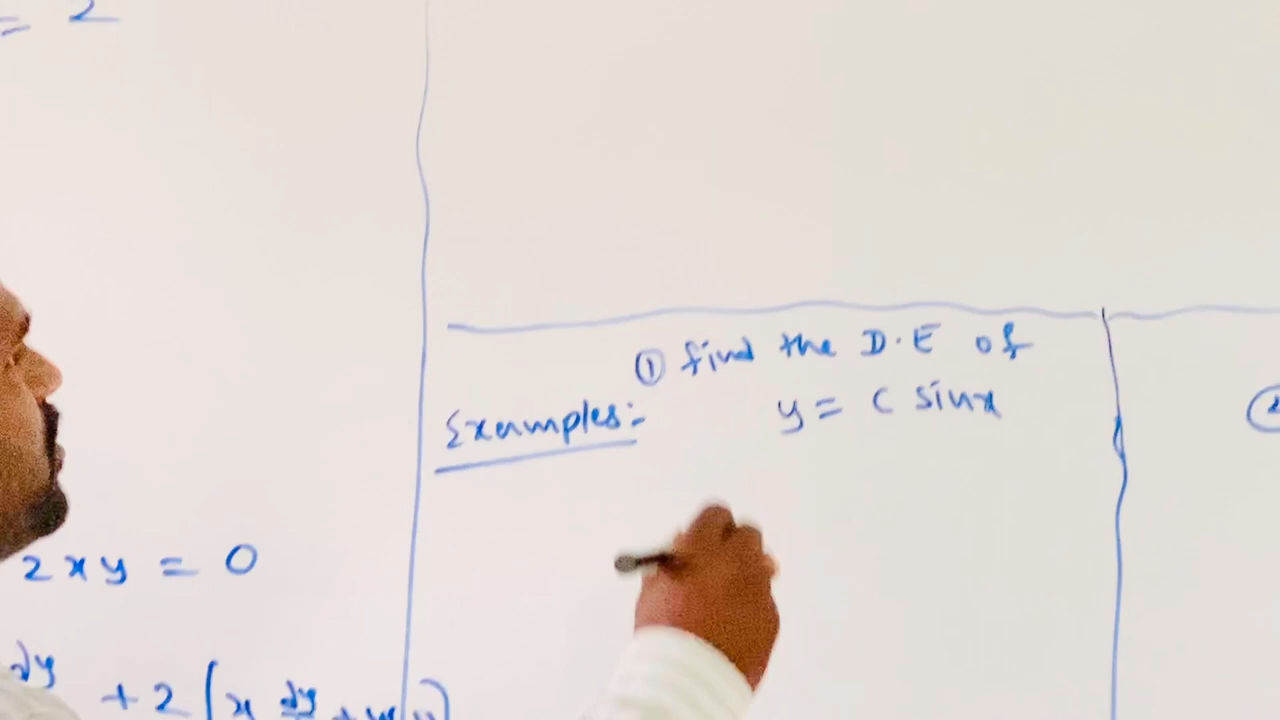 = 2
① find the D.E of
Examples:- y = c sinx
2xy = 0
dy + 2 (x dy + y